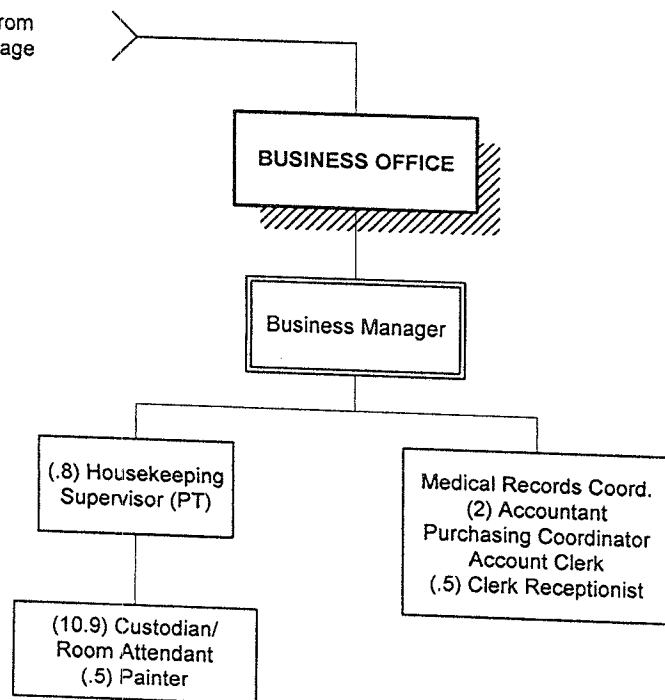 rom
age
BUSINESS OFFICE
Business Manager
(.8) Housekeeping
Supervisor (PT)
Medical Records Coord.
(2) Accountant
Purchasing Coordinator
Account Clerk
(.5) Clerk Receptionist
(10.9) Custodian/
Room Attendant
(.5) Painter